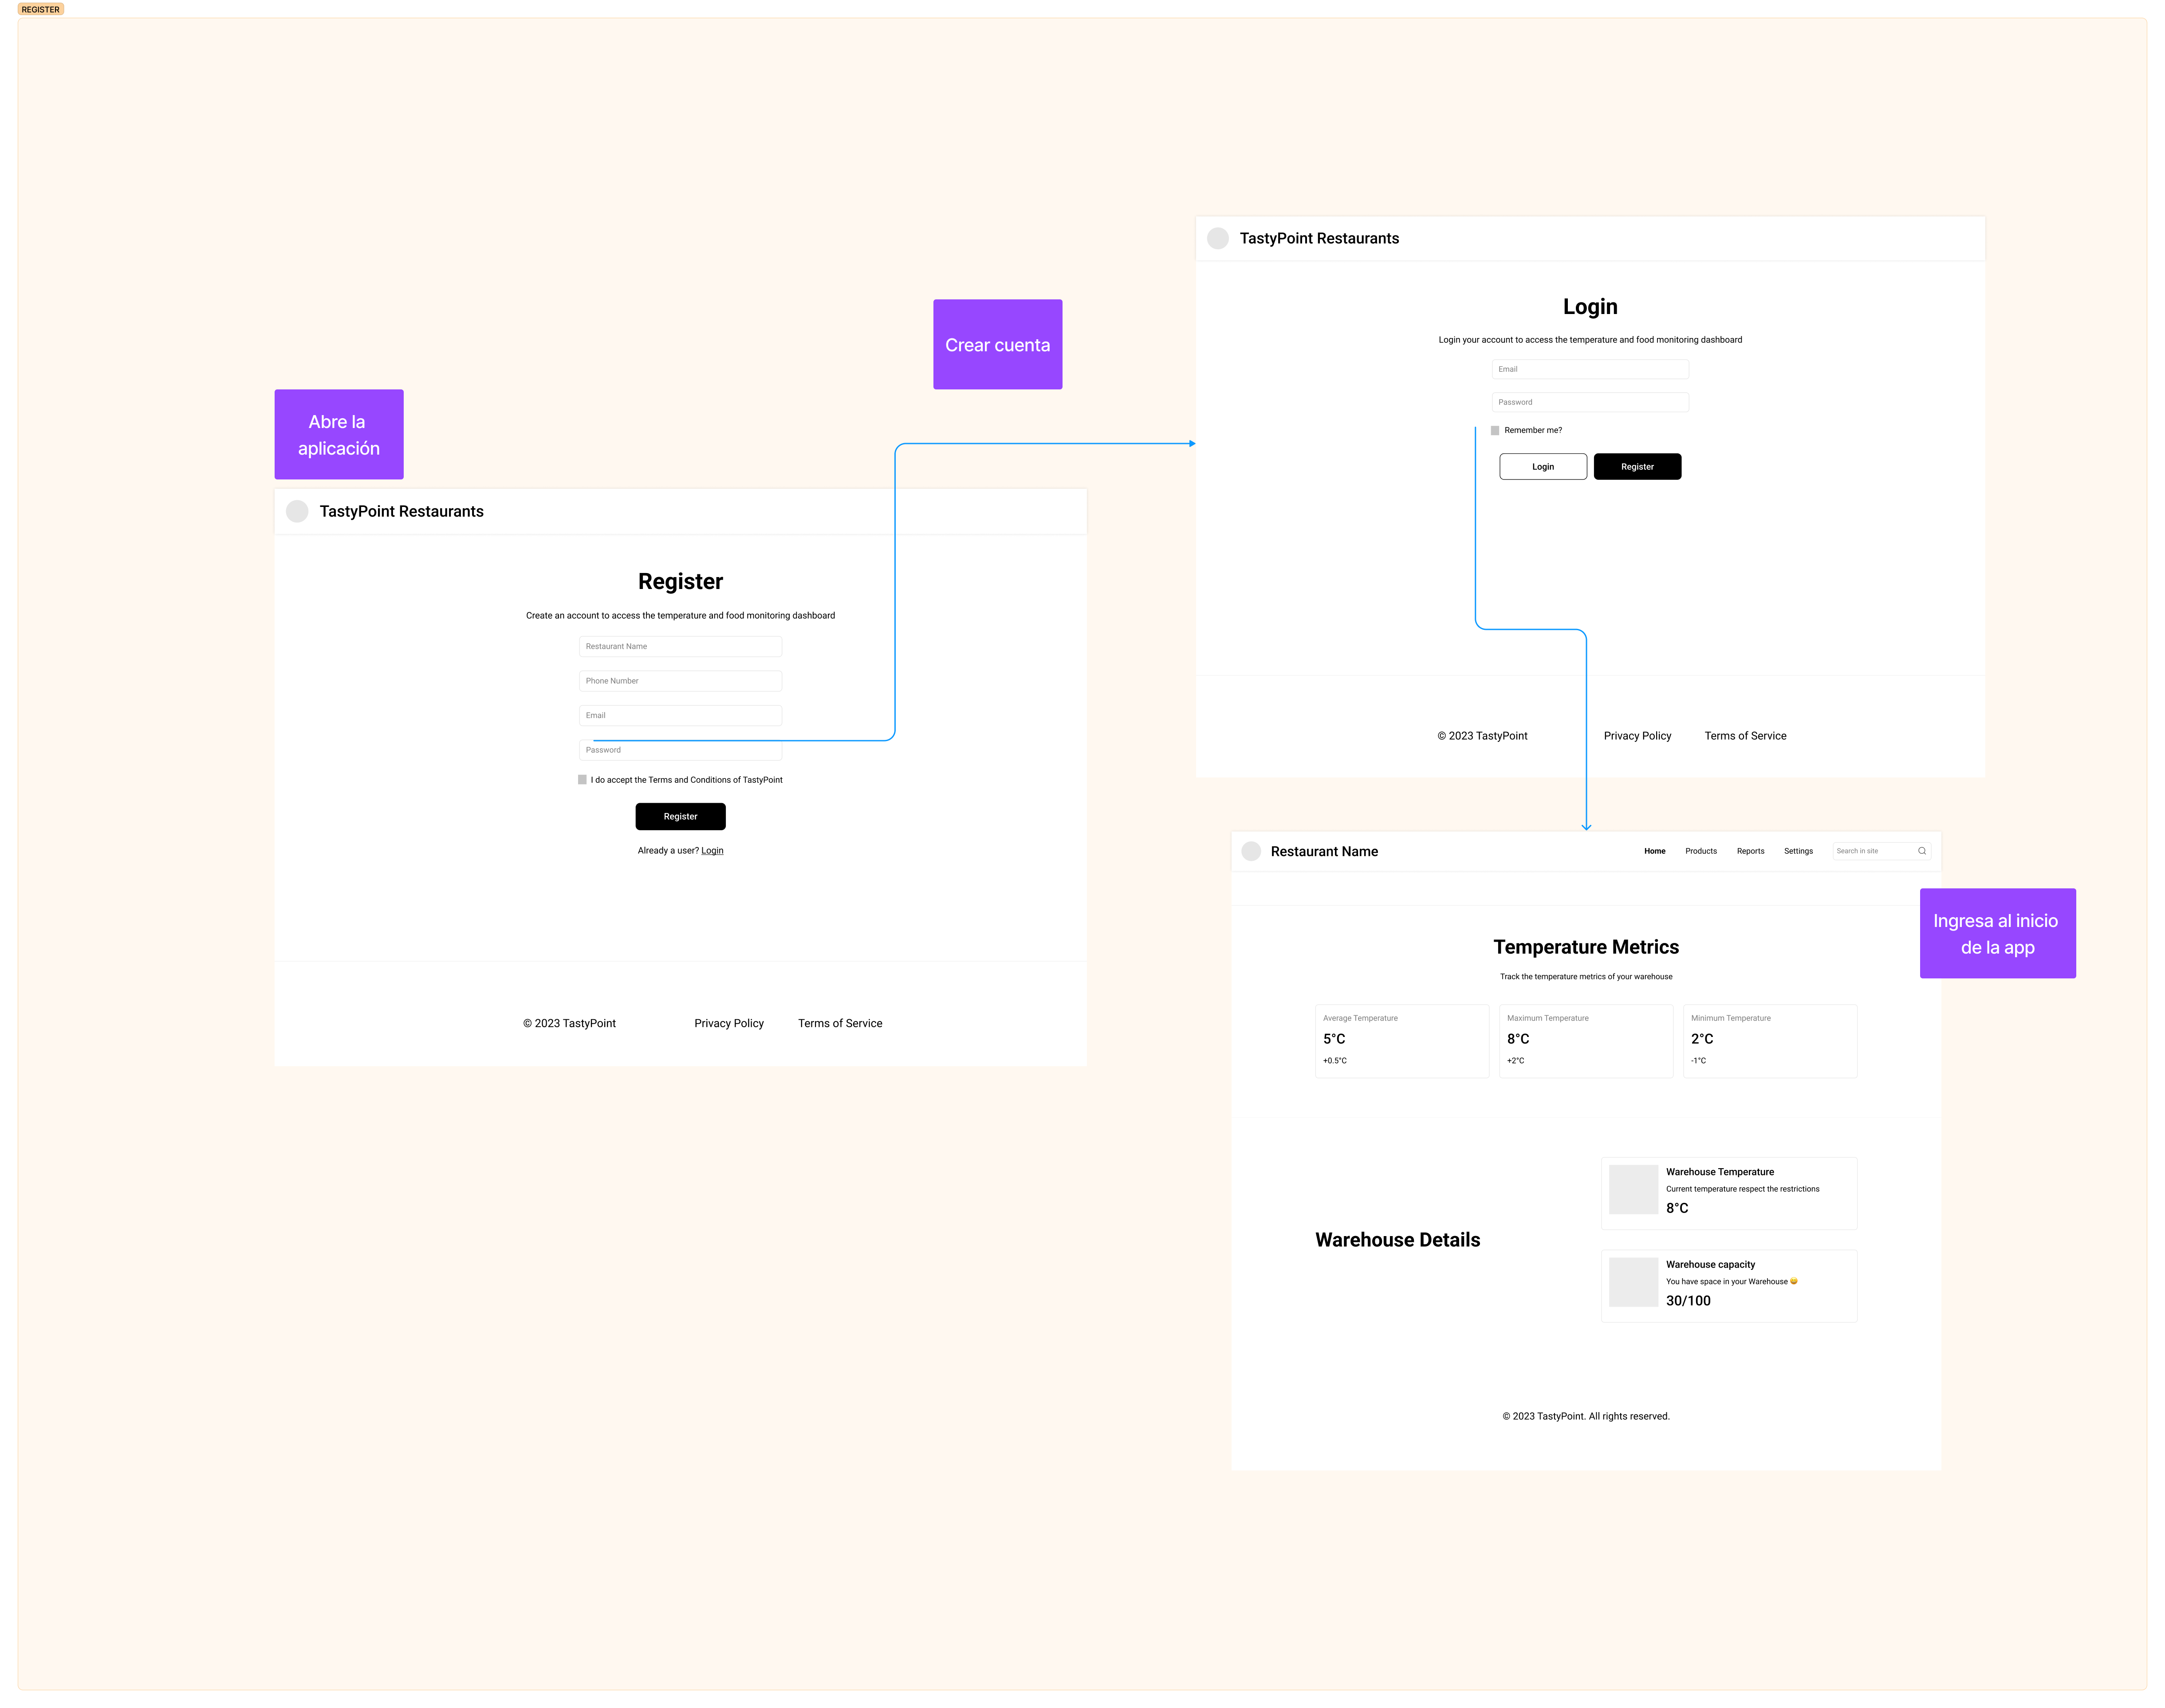 REGISTER
Abre la
aplicación
TastyPoint Restaurants
Register
Create an account to access the temperature and food monitoring dashboard
Restaurant Name
Phone Number
Email
Password
I do accept the Terms and Conditions of TastyPoint
Register
Already a user? Login
© 2023 TastyPoint
Privacy Policy
Terms of Service
Crear cuenta
TastyPoint Restaurants
Login
Login your account to access the temperature and food monitoring dashboard
Email
Password
Remember me?
Login
Register
© 2023 TastyPoint
Privacy Policy
Terms of Service
Restaurant Name
Home
Products
Reports
Settings
Search in site
Ingresa al inicio
de la app
Temperature Metrics
Track the temperature metrics of your warehouse
Average Temperature
5°C
+0.5°C
Maximum Temperature
8°C
+2°C
Minimum Temperature
2°C
-1°C
Warehouse Details
Warehouse Temperature
Current temperature respect the restrictions
8°C
Warehouse capacity
You have space in your Warehouse 😄
30/100
© 2023 TastyPoint. All rights reserved.